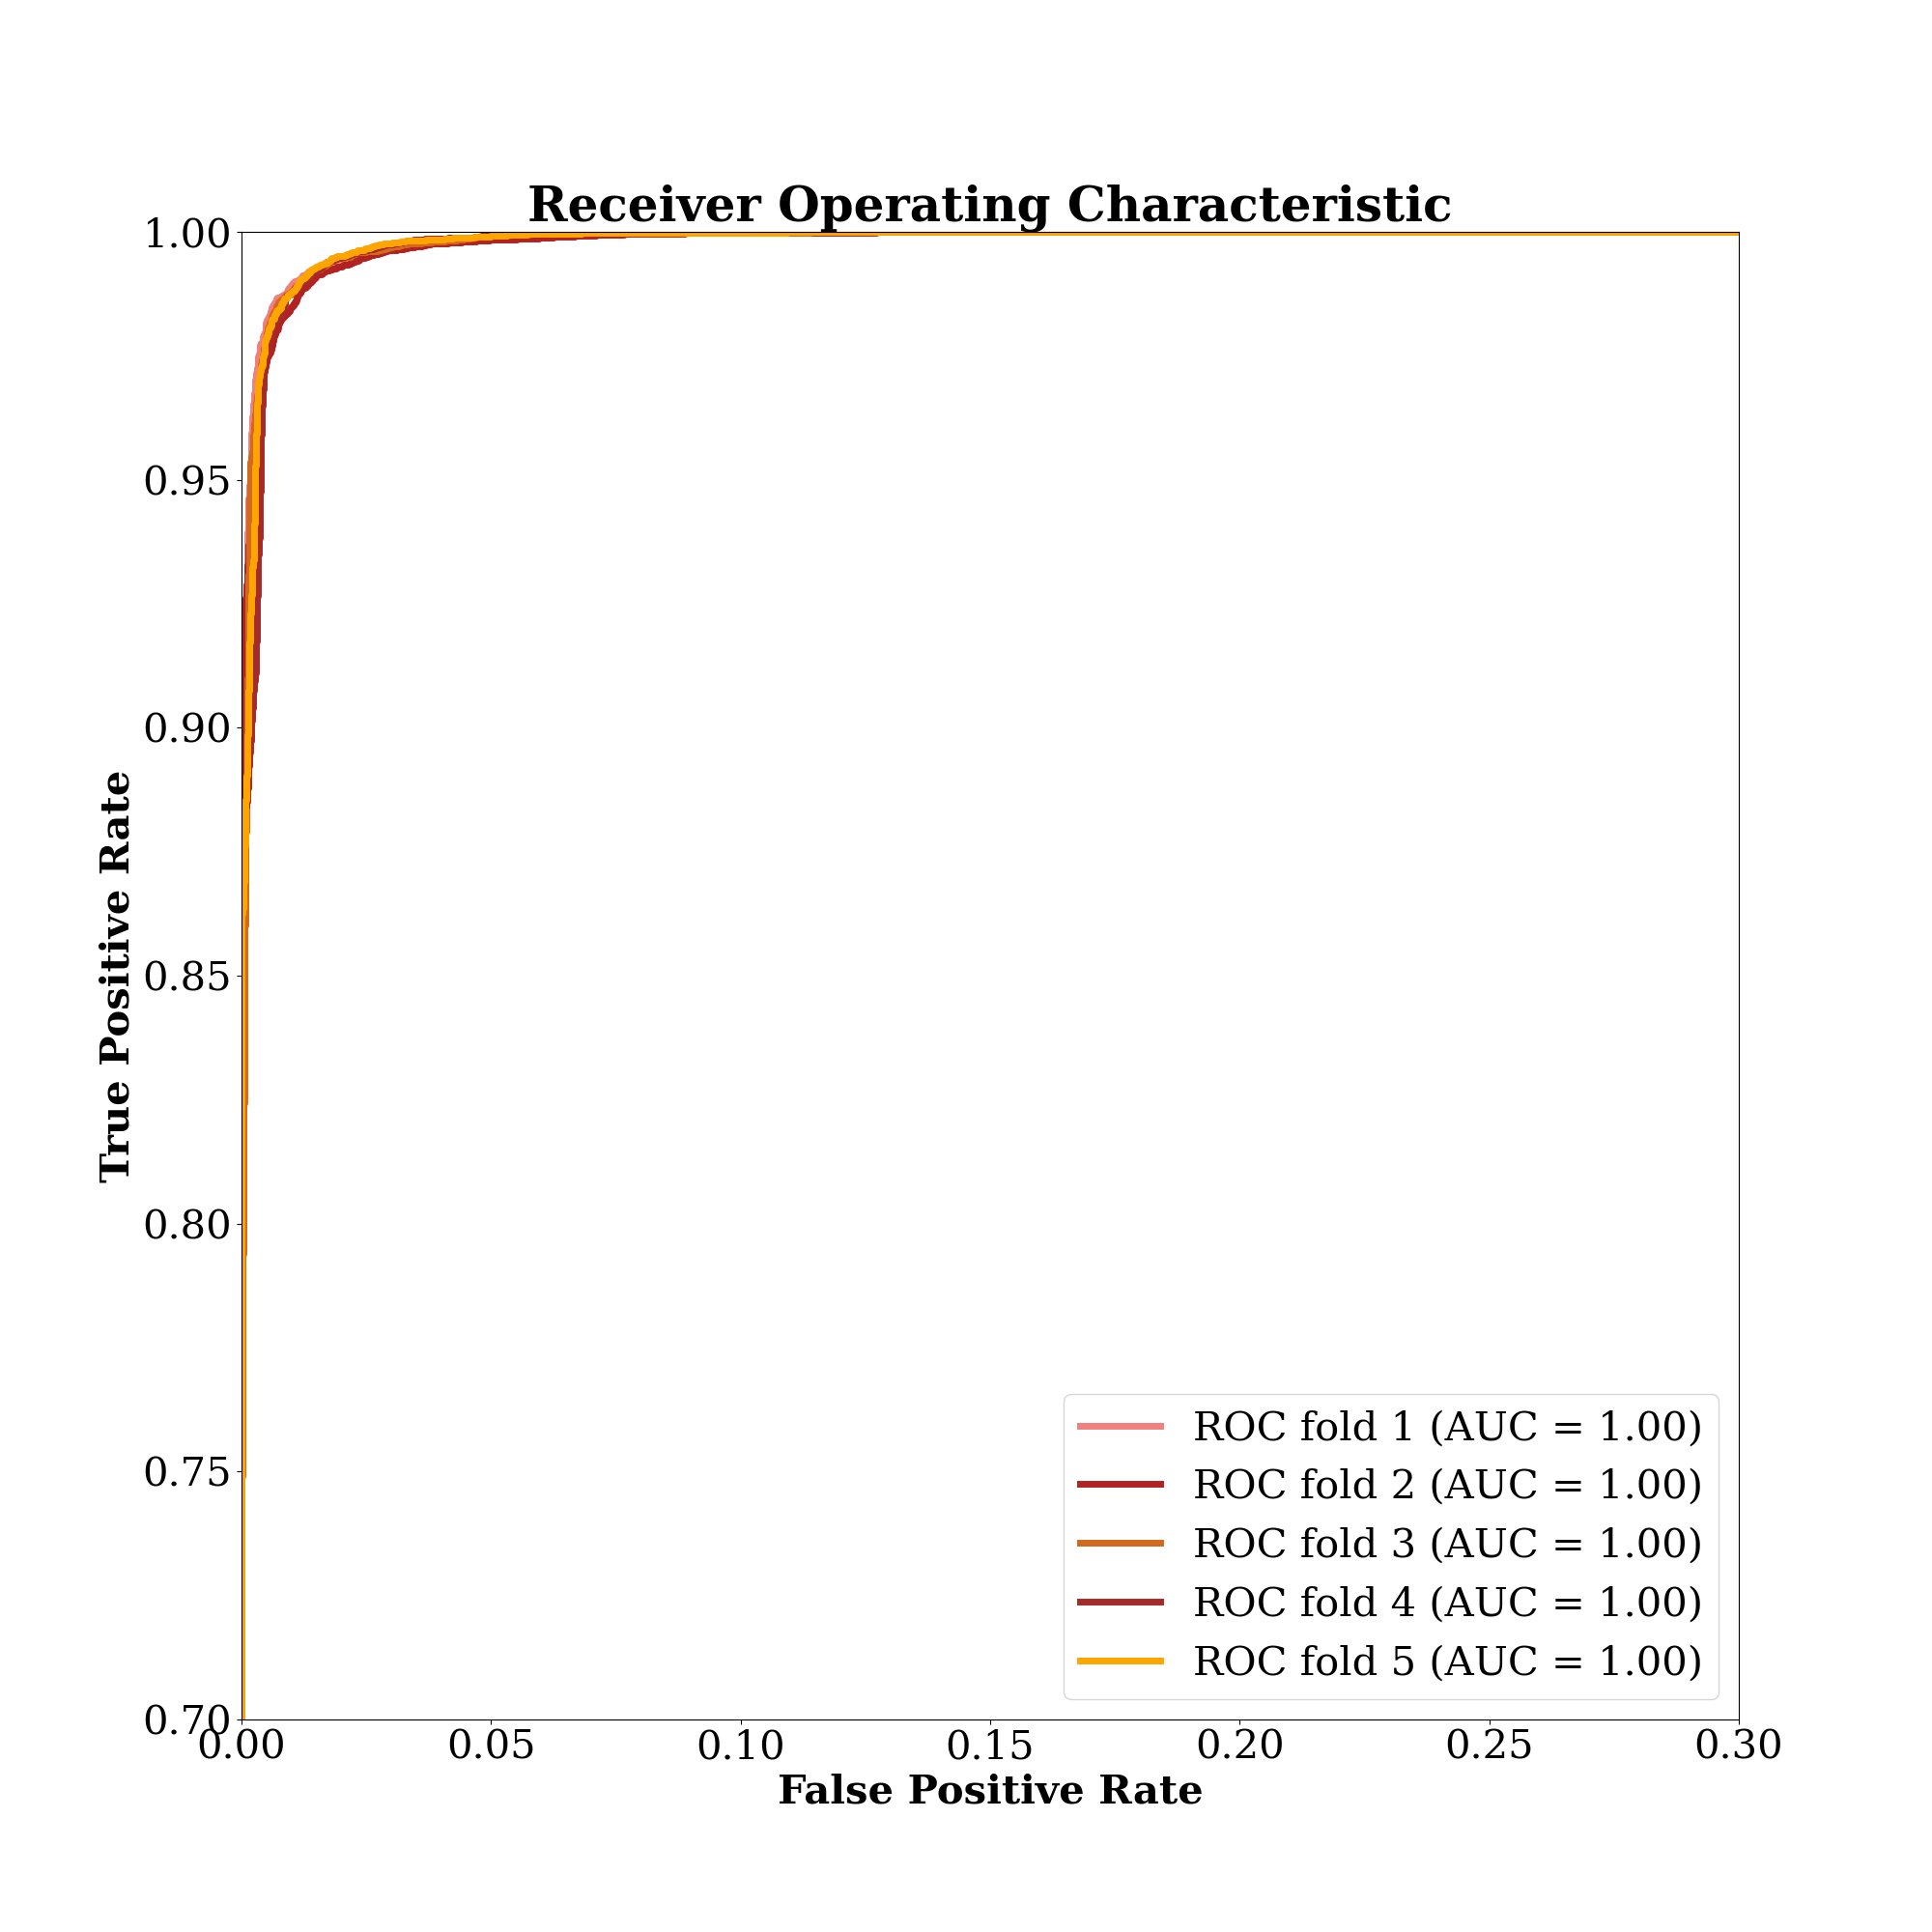 Receiver Operating Characteristic
1.00
0.95
0.90
0.85
0.80
0.75
0.70
True Positive Rate
ROC fold 1 (AUC = 1.00)
ROC fold 2 (AUC = 1.00)
ROC fold 3 (AUC = 1.00)
ROC fold 4 (AUC = 1.00)
ROC fold 5 (AUC = 1.00)
0.00 0.05 0.10 0.15 0.20 0.25 0.30
False Positive Rate